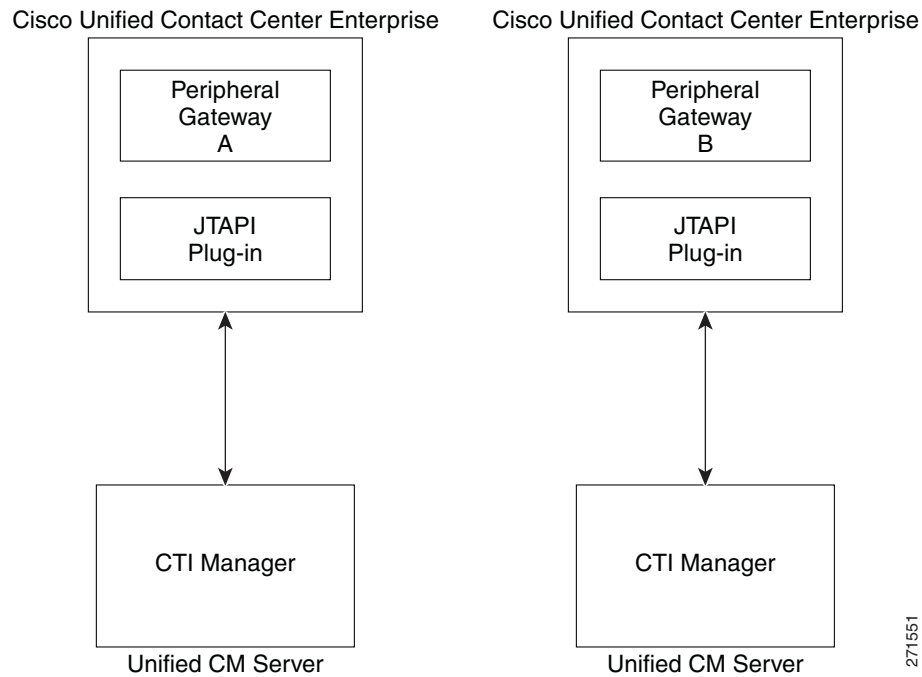 Cisco Unified Contact Center Enterprise
Peripheral
Gateway
A
JTAPI
Plug-in
CTI Manager
Unified CM Server
Cisco Unified Contact Center Enterprise
Peripheral
Gateway
B
JTAPI
Plug-in
CTI Manager
Unified CM Server
271551